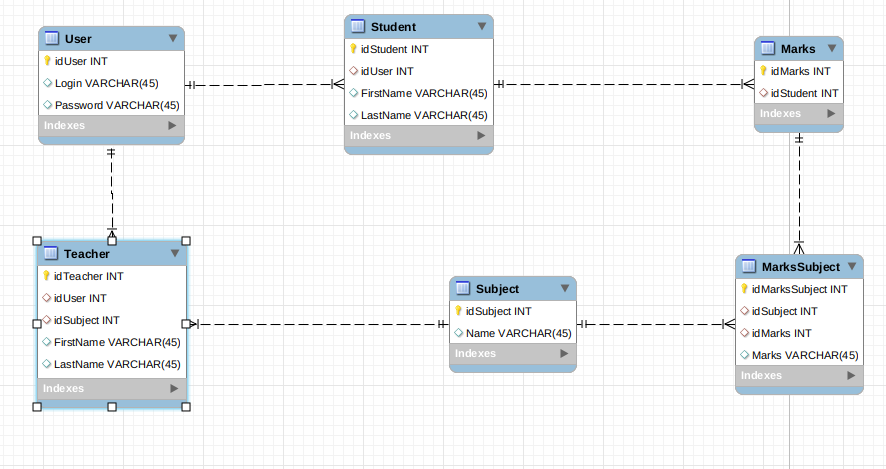 User
idUser INT
Login VARCHAR(45)
Password VARCHAR(45)
Indexes
Student
idStudent INT
idUser INT
FirstName VARCHAR(45)
LastName VARCHAR(45)
Indexes
Marks
idMarks INT
idStudent INT
Indexes
Teacher
idTeacher INT
idUser INT
idSubject INT
FirstName VARCHAR(45)
LastName VARCHAR(45)
Indexes
Subject
idSubject INT
Name VARCHAR(45)
Indexes
MarksSubject
idMarksSubject INT
idSubject INT
idMarks INT
Marks VARCHAR(45)
Indexes